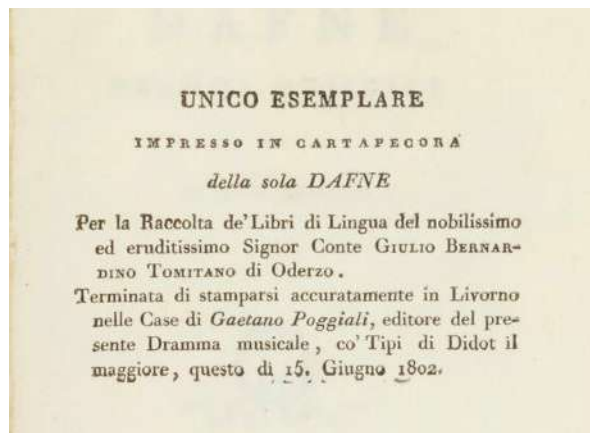 UNICO ESEMPLARE
IMPRESSO IN CARTAPECORA
della sola DAFNE
Per la Raccolta de' Libri di Lingua del nobilissimo
ed eruditissimo Signor Conte GIULIO BERNAR-
DINO TOMITANO di Oderzo.
Terminata di stamparsi accuratamente in Livorno
nelle Case di Gaetano Poggiali, editore del pre-
sente Dramma musicale, co' Tipi di Didot il
maggiore, questo dì 15. Giugno 1802.